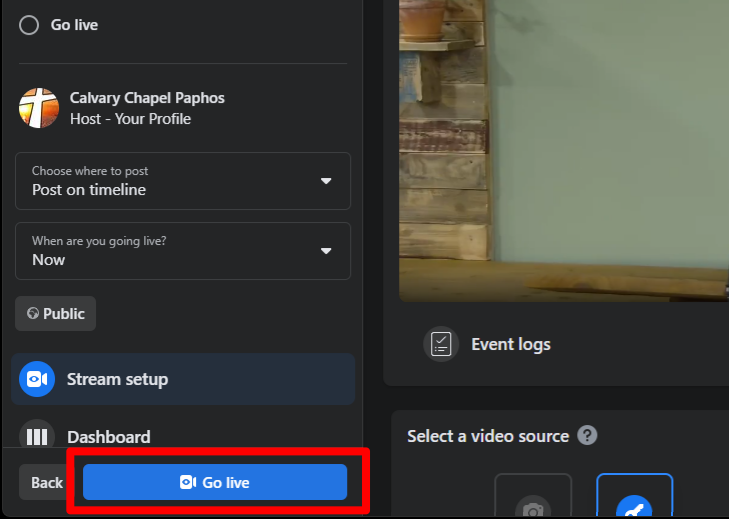 Go live
Calvary Chapel Paphos
Host - Your Profile
Choose where to post
Post on timeline
When are you going live?
Now
Public
Stream setup
Dashboard
Back
Go live
Event logs
Select a video source ?